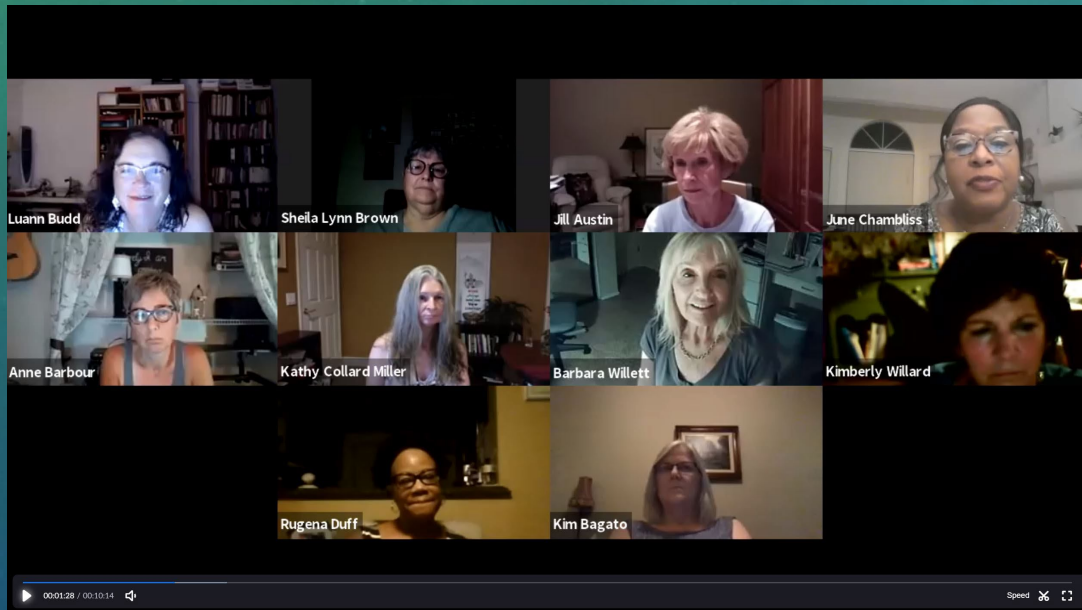 Luann Budd
Sheila Lynn Brown
Jill Austin
June Chambliss
Anne Barbour
Kathy Collard Miller
Barbara Willett
Kimberly Willard
Rugena Duff
Kim Bagato
00:01:28 / 00:10:14
Speed